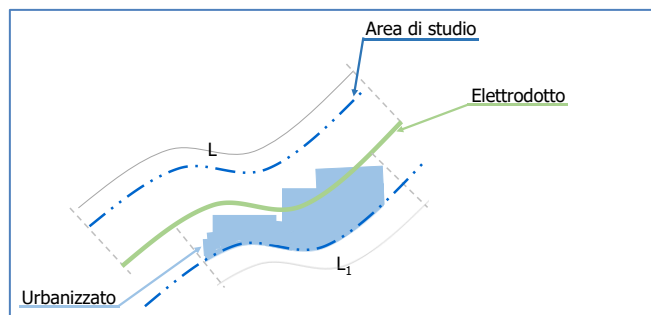 Area di studio
Elettrodotto
L
L₁
Urbanizzato